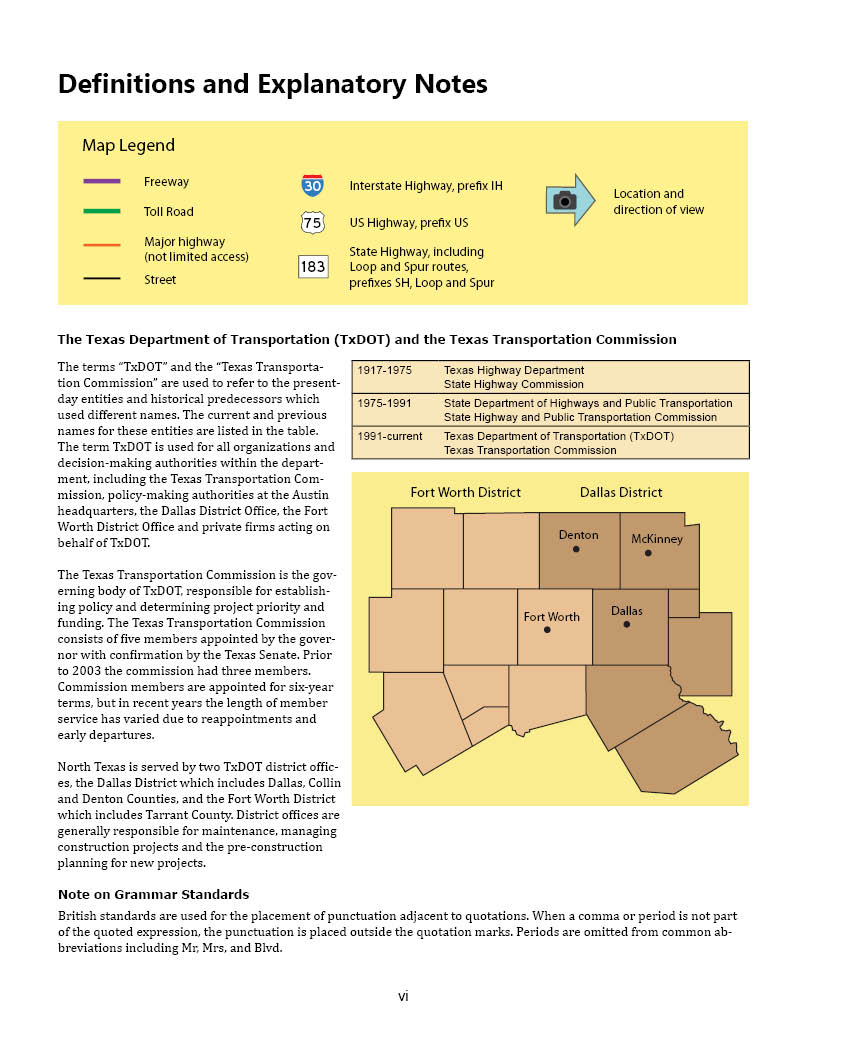 Definitions and Explanatory Notes
Map Legend
Freeway
Toll Road
Major highway
(not limited access)
Street
30
Interstate Highway, prefix IH
75
US Highway, prefix US
183
State Highway, including
Loop and Spur routes,
prefixes SH, Loop and Spur
Location and
direction of view
The Texas Department of Transportation (TxDOT) and the Texas Transportation Commission
The terms “TxDOT” and the “Texas Transporta-
tion Commission” are used to refer to the present-
day entities and historical predecessors which
used different names. The current and previous
names for these entities are listed in the table.
The term TxDOT is used for all organizations and
decision-making authorities within the depart-
ment, including the Texas Transportation Com-
mission, policy-making authorities at the Austin
headquarters, the Dallas District Office, the Fort
Worth District Office and private firms acting on
behalf of TxDOT.
The Texas Transportation Commission is the gov-
erning body of TxDOT, responsible for establish-
ing policy and determining project priority and
funding. The Texas Transportation Commission
consists of five members appointed by the gover-
nor with confirmation by the Texas Senate. Prior
to 2003 the commission had three members.
Commission members are appointed for six-year
terms, but in recent years the length of member
service has varied due to reappointments and
early departures.
North Texas is served by two TxDOT district offic-
es, the Dallas District which includes Dallas, Collin
and Denton Counties, and the Fort Worth District
which includes Tarrant County. District offices are
generally responsible for maintenance, managing
construction projects and the pre-construction
planning for new projects.
1917-1975 Texas Highway Department
State Highway Commission
1975-1991 State Department of Highways and Public Transportation
State Highway and Public Transportation Commission
1991-current Texas Department of Transportation (TxDOT)
Texas Transportation Commission
Fort Worth District Dallas District
Denton
McKinney
Fort Worth
Dallas
Note on Grammar Standards
British standards are used for the placement of punctuation adjacent to quotations. When a comma or period is not part
of the quoted expression, the punctuation is placed outside the quotation marks. Periods are omitted from common ab-
breviations including Mr, Mrs, and Blvd.
vi